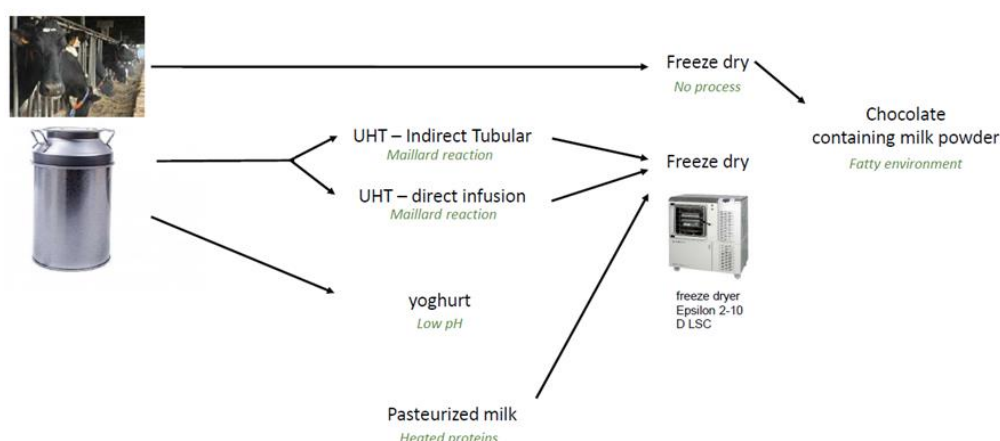 Freeze dry
No process
Chocolate
containing milk powder
Fatty environment
UHT – Indirect Tubular
Maillard reaction
Freeze dry
UHT – direct infusion
Maillard reaction
freeze dryer
Epsilon 2-10
D LSC
yoghurt
Low pH
Pasteurized milk
Heated proteins